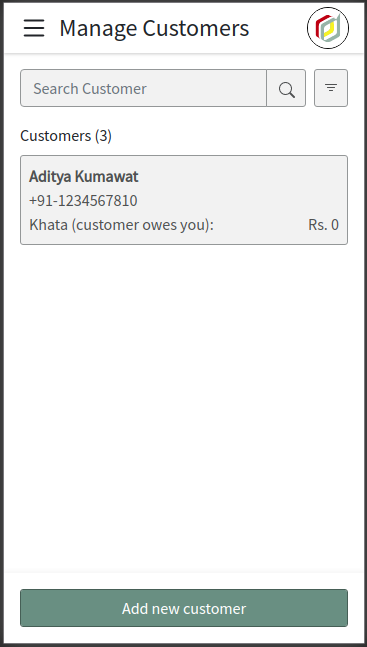 Manage Customers
Search Customer
Customers (3)
Aditya Kumawat
+91-1234567810
Khata (customer owes you): Rs. 0
Add new customer